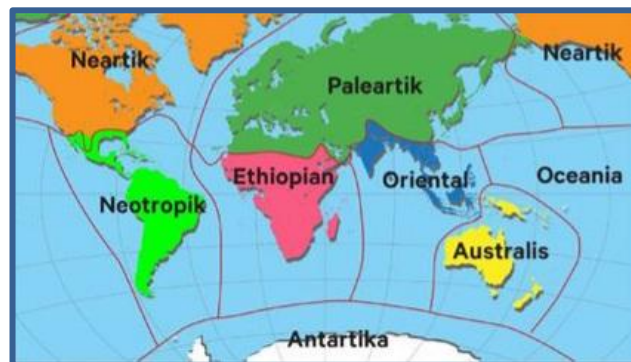 Neartik
Neartik
Paleartik
Ethiopian
Oriental
Oceania
Neotropik
Australis
Antartika